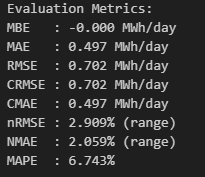 Evaluation Metrics:
MBE   : -0.000 MWh/day
MAE   : 0.497 MWh/day
RMSE  : 0.702 MWh/day
CRMSE : 0.702 MWh/day
CMAE  : 0.497 MWh/day
nRMSE : 2.909% (range)
NMAE  : 2.059% (range)
MAPE  : 6.743%